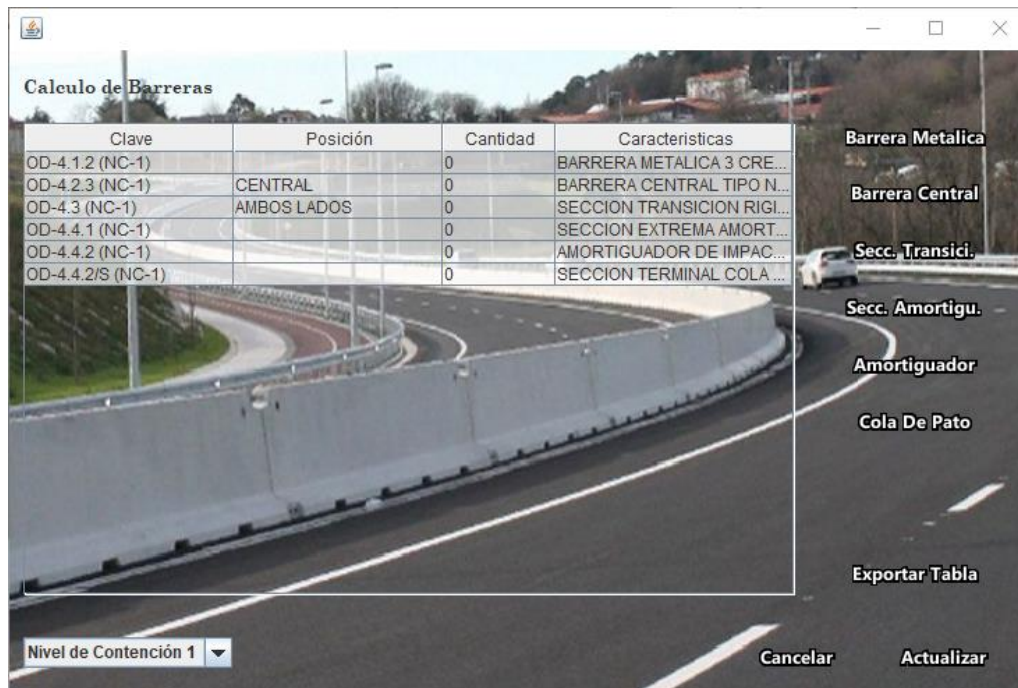 Calculo de Barreras
Clave Posición Cantidad Caracteristicas
OD-4.1.2 (NC-1) 0 BARRERA METALICA 3 CRE...
OD-4.2.3 (NC-1) CENTRAL 0 BARRERA CENTRAL TIPO N...
OD-4.3 (NC-1) AMBOS LADOS 0 SECCION TRANSICION RIGI...
OD-4.4.1 (NC-1) 0 SECCION EXTREMA AMORT...
OD-4.4.2 (NC-1) 0 AMORTIGUADOR DE IMPAC...
OD-4.4.2/S (NC-1) 0 SECCION TERMINAL COLA ...
Barrera Metalica
Barrera Central
Secc. Transici.
Secc. Amortigu.
Amortiguador
Cola De Pato
Exportar Tabla
Nivel de Contención 1
Cancelar Actualizar